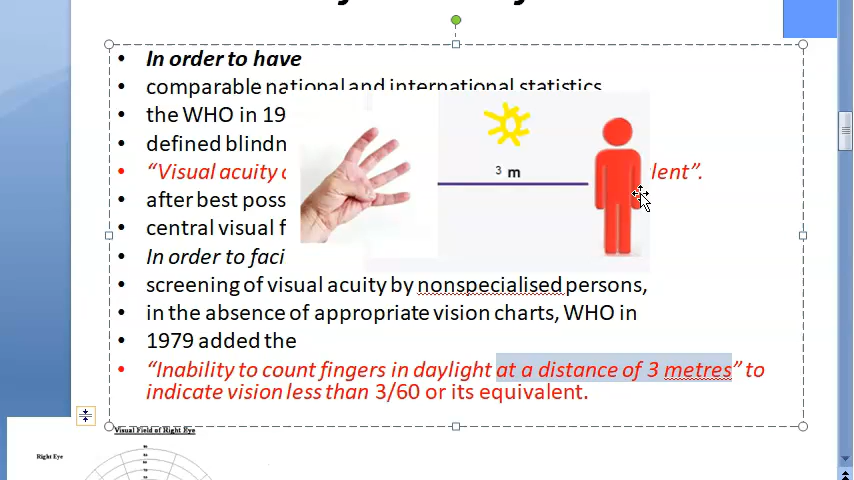 In order to have
comparable national and international statistics
the WHO in 19
defined blindn
"Visual acuity
lent".
after best poss
central visual f
In order to faci
3 m
screening of visual acuity by nonspecialised persons,
in the absence of appropriate vision charts, WHO in
1979 added the
"Inability to count fingers in daylight at a distance of 3 metres" to
indicate vision less than 3/60 or its equivalent.
Visual Field of Right Eye
Right Eye